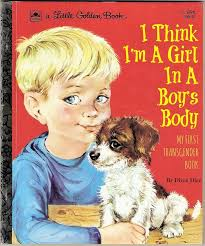 a Little Golden Book
I Think
I'm A Girl
In A
Boy's
Body
MY FIRST
TRANSGENDER
BOOK